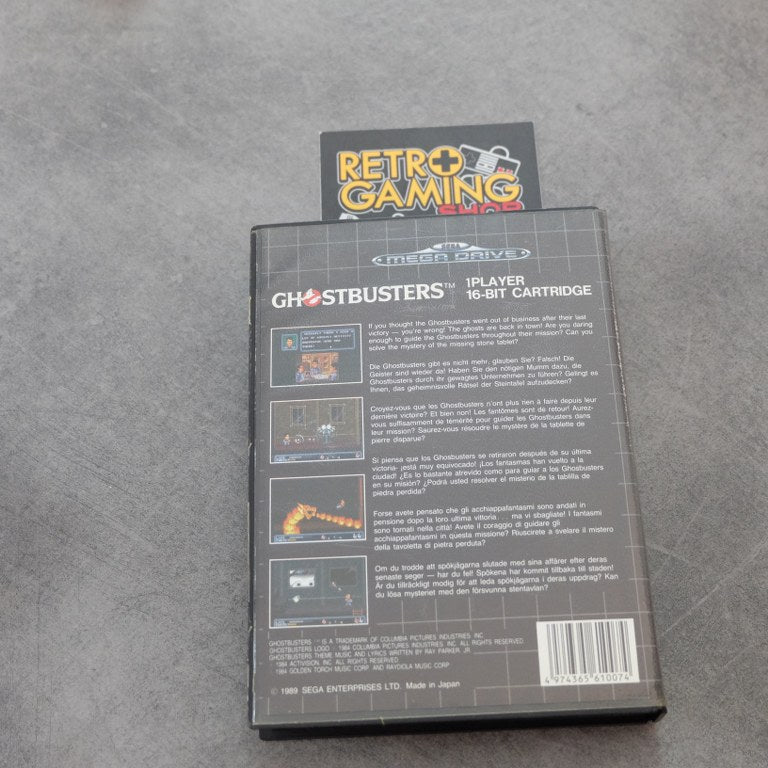 RETRO
GAMING
SHOP
SEGA
MEGA DRIVE
GHOSTBUSTERS™
1PLAYER
16-BIT CARTRIDGE
If you thought the Ghostbusters went out of business after their last
victory — you're wrong! The ghosts are back in town! Are you daring
enough to guide the Ghostbusters throughout their mission? Can you
solve the mystery of the missing stone tablet?
Die Ghostbusters gibt es nicht mehr, glauben Sie? Falsch! Die
Geister sind wieder da! Haben Sie den nötigen Mumm dazu, die
Ghostbusters durch ihr gewagtes Unternehmen zu führen? Gelingt es
Ihnen, das geheimnisvolle Rätsel der Steintafel aufzudecken?
Croyez-vous que les Ghostbusters n'ont plus rien à faire depuis leur
dernière victoire? Et bien non! Les fantômes sont de retour! Aurez-
vous suffisamment de témérité pour guider les Ghostbusters dans
leur mission? Saurez-vous résoudre le mystère de la tablette de
pierre disparue?
Si piensa que los Ghostbusters se retiraron después de su última
victoria- ¡está muy equivocado! ¡Los fantasmas han vuelto a la
ciudad! ¿Es lo bastante atrevido como para guiar a los Ghostbusters
en su misión? ¿Podrá usted resolver el misterio de la tablilla de
piedra perdida?
Forse avete pensato che gli acchiappafantasmi sono andati in
pensione dopo la loro ultima vittoria . . . ma vi sbagliate! I fantasmi
sono tornati nella città! Avete il coraggio di guidare gli
acchiappafantasmi in questa missione? Riuscirete a svelare il mistero
della tavoletta di pietra perduta?
Om du trodde att spökjägarna slutade med sina affärer efter deras
senaste seger — har du fel! Spökena har kommit tillbaka till staden!
Är du tillräckligt modig för att leda spökjägarna i deras uppdrag? Kan
du lösa mysteriet med den försvunna stentavlan?
GHOSTBUSTERS ™ IS A TRADEMARK OF COLUMBIA PICTURES INDUSTRIES, INC.
GHOSTBUSTERS LOGO 1984 COLUMBIA PICTURES INDUSTRIES, INC. ALL RIGHTS RESERVED.
GHOSTBUSTERS THEME MUSIC AND LYRICS WRITTEN BY RAY PARKER, JR.
1984 ACTIVISION, INC. ALL RIGHTS RESERVED.
1984 GOLDEN TORCH MUSIC CORP. AND RAYDIOLA MUSIC CORP.
© 1989 SEGA ENTERPRISES LTD. Made in Japan
4 974365 610074